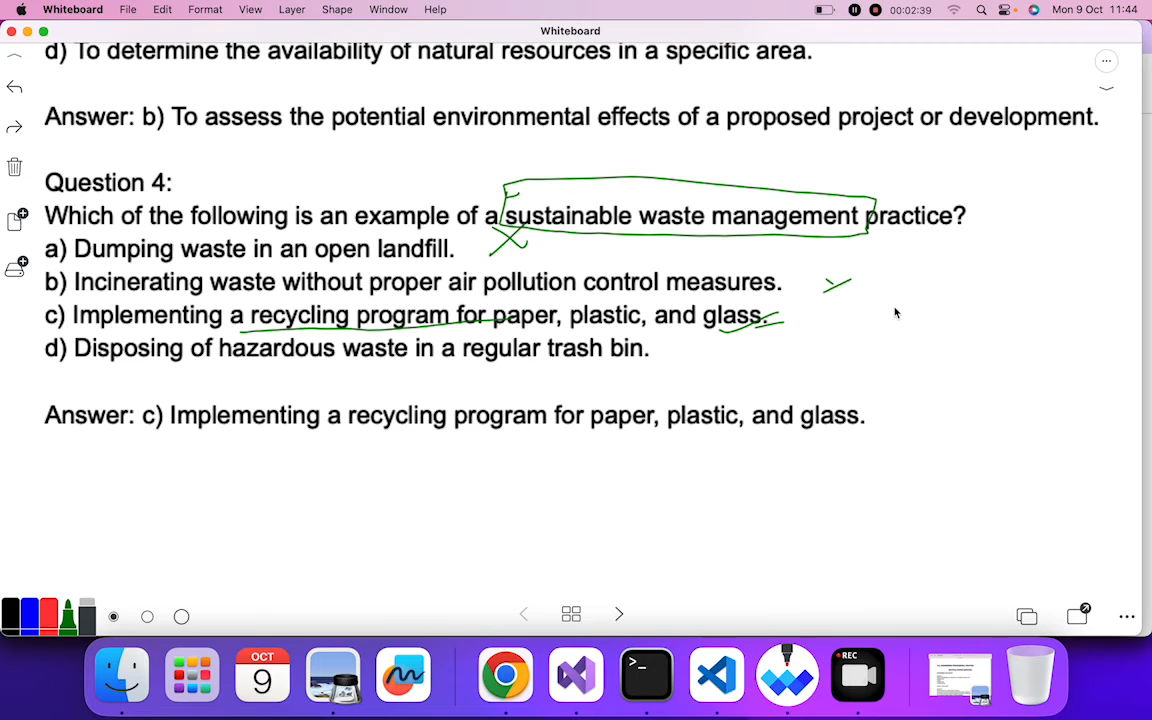 Whiteboard File Edit Format View Layer Shape Window Help 00:02:39 Mon 9 Oct 11:44
Whiteboard
d) To determine the availability of natural resources in a specific area.
Answer: b) To assess the potential environmental effects of a proposed project or development.
Question 4:
Which of the following is an example of a sustainable waste management practice?
a) Dumping waste in an open landfill.
b) Incinerating waste without proper air pollution control measures.
c) Implementing a recycling program for paper, plastic, and glass.
d) Disposing of hazardous waste in a regular trash bin.
Answer: c) Implementing a recycling program for paper, plastic, and glass.
OCT
9
>_
REC